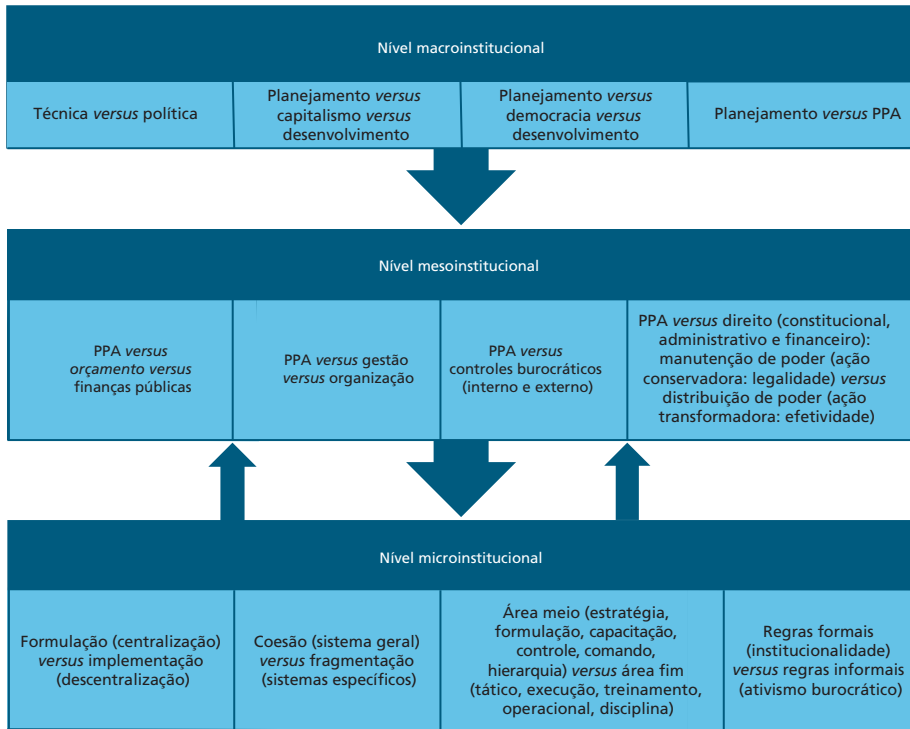 Nível macroinstitucional
Técnica versus política
Planejamento versus
capitalismo versus
desenvolvimento
Planejamento versus
democracia versus
desenvolvimento
Planejamento versus PPA
Nível mesoinstitucional
PPA versus
orçamento versus
finanças públicas
PPA versus gestão
versus organização
PPA versus
controles burocráticos
(interno e externo)
PPA versus direito (constitucional,
administrativo e financeiro):
manutenção de poder (ação
conservadora: legalidade) versus
distribuição de poder (ação
transformadora: efetividade)
Nível microinstitucional
Formulação (centralização)
versus implementação
(descentralização)
Coesão (sistema geral)
versus fragmentação
(sistemas específicos)
Área meio (estratégia,
formulação, capacitação,
controle, comando,
hierarquia) versus área fim
(tático, execução, treinamento,
operacional, disciplina)
Regras formais
(institucionalidade)
versus regras informais
(ativismo burocrático)